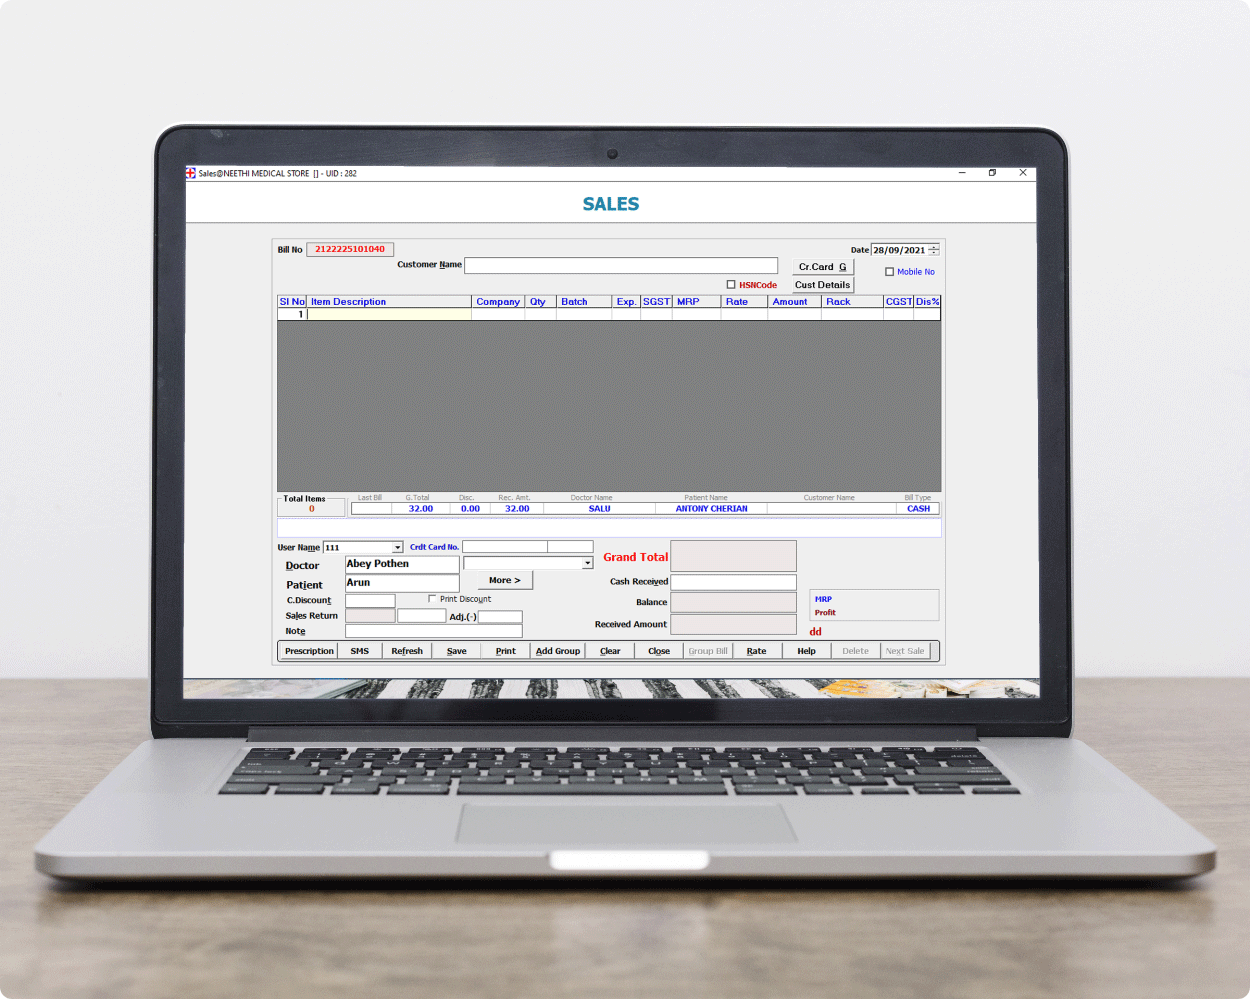 Sales@NEETHI MEDICAL STORE [] - UID : 282
SALES
Bill No 2122225101040 Date 28/09/2021
Customer Name Cr.Card G Mobile No
HSNCode Cust Details
Sl No Item Description Company Qty Batch Exp. SGST MRP Rate Amount Rack CGST Dis%
1
Total Items Last Bill G.Total Disc. Rec. Amt. Doctor Name Patient Name Customer Name Bill Type
0 32.00 0.00 32.00 SALU ANTONY CHERIAN CASH
User Name 111 Crdt Card No. Grand Total
Doctor Abey Pothen
Patient Arun More > Cash Received
C.Discount Print Discount Balance MRP
Sales Return Adj.(-) Profit
Note Received Amount dd
Prescription SMS Refresh Save Print Add Group Clear Close Group Bill Rate Help Delete Next Sale